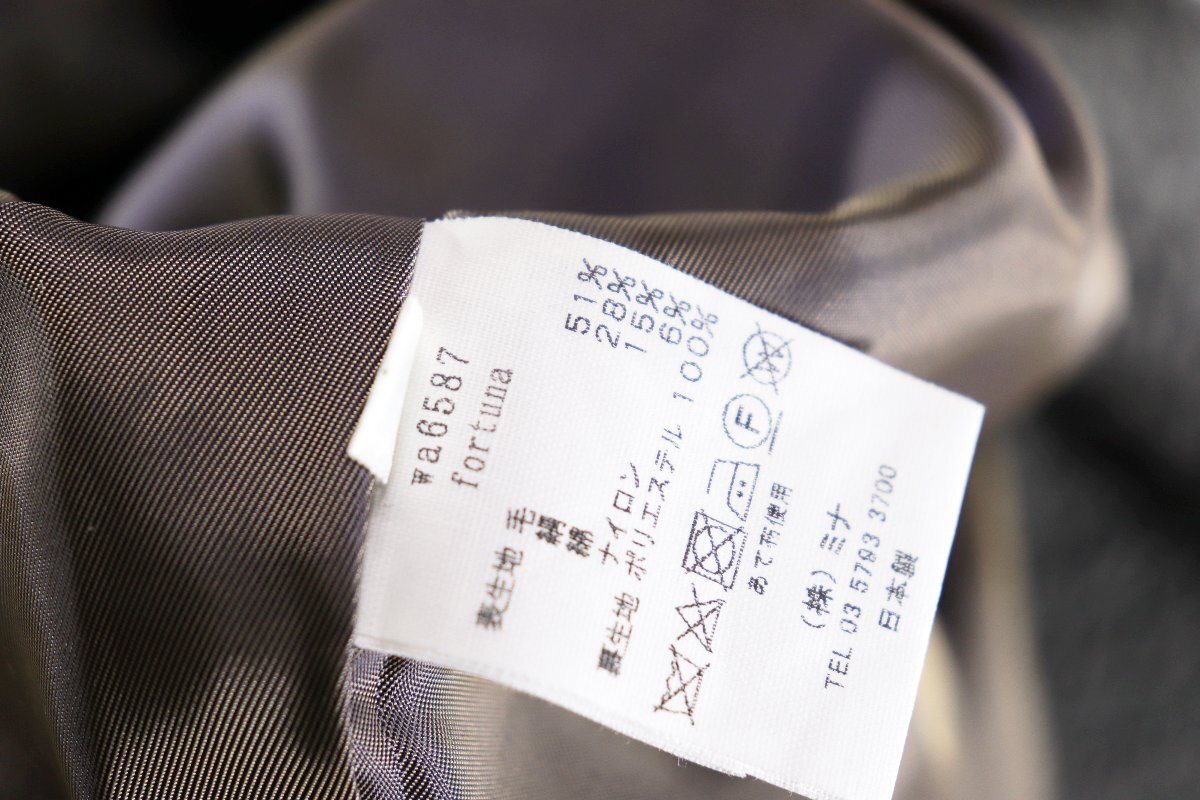 wa6587
fortuna
表生地 毛 51%
絹 28%
綿 15%
ナイロン 6%
裏生地 ポリエステル 100%
F
あて布使用
(株)ミナ
TEL 03 5793 3700
日本製